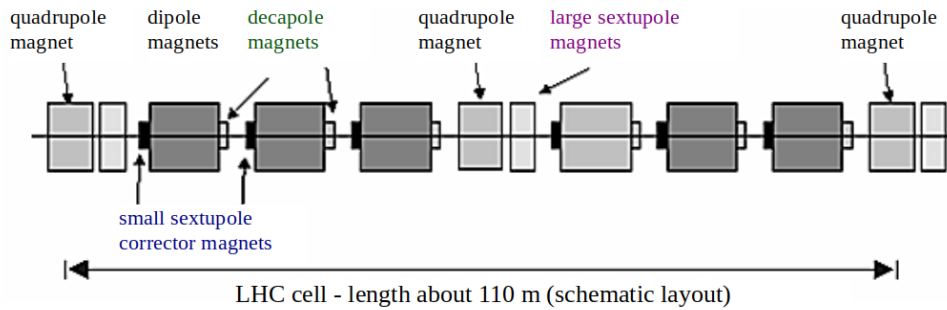 quadrupole
magnet
dipole
magnets
decapole
magnets
quadrupole
magnet
large sextupole
magnets
quadrupole
magnet
small sextupole
corrector magnets
LHC cell - length about 110 m (schematic layout)